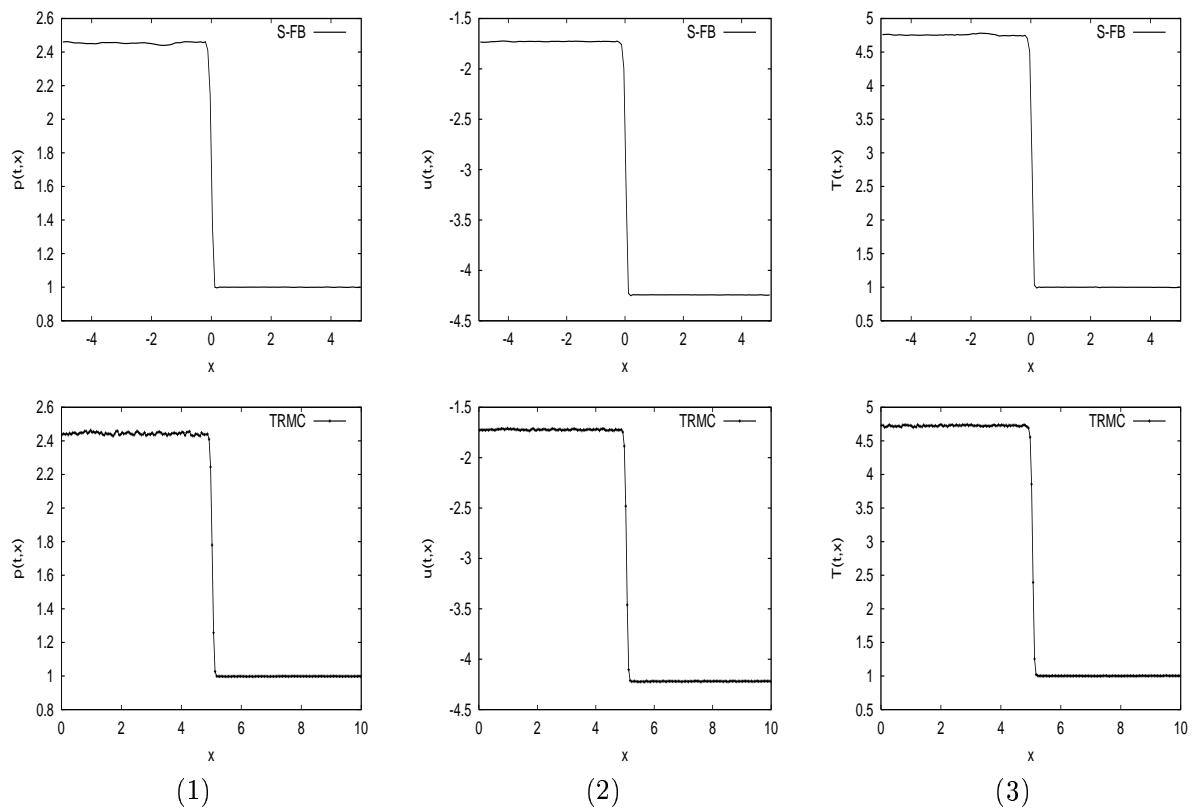 2.6
2.4
2.2
2
1.8
1.6
1.4
1.2
1
0.8
ρ(t,x)
S-FB
-4 -2 0 2 4
x
-1.5
-2
-2.5
-3
-3.5
-4
-4.5
u(t,x)
S-FB
-4 -2 0 2 4
x
5
4.5
4
3.5
3
2.5
2
1.5
1
0.5
T(t,x)
S-FB
-4 -2 0 2 4
x
2.6
2.4
2.2
2
1.8
1.6
1.4
1.2
1
0.8
ρ(t,x)
TRMC
0 2 4 6 8 10
x
-1.5
-2
-2.5
-3
-3.5
-4
-4.5
u(t,x)
TRMC
0 2 4 6 8 10
x
5
4.5
4
3.5
3
2.5
2
1.5
1
0.5
T(t,x)
TRMC
0 2 4 6 8 10
x
(1) (2) (3)